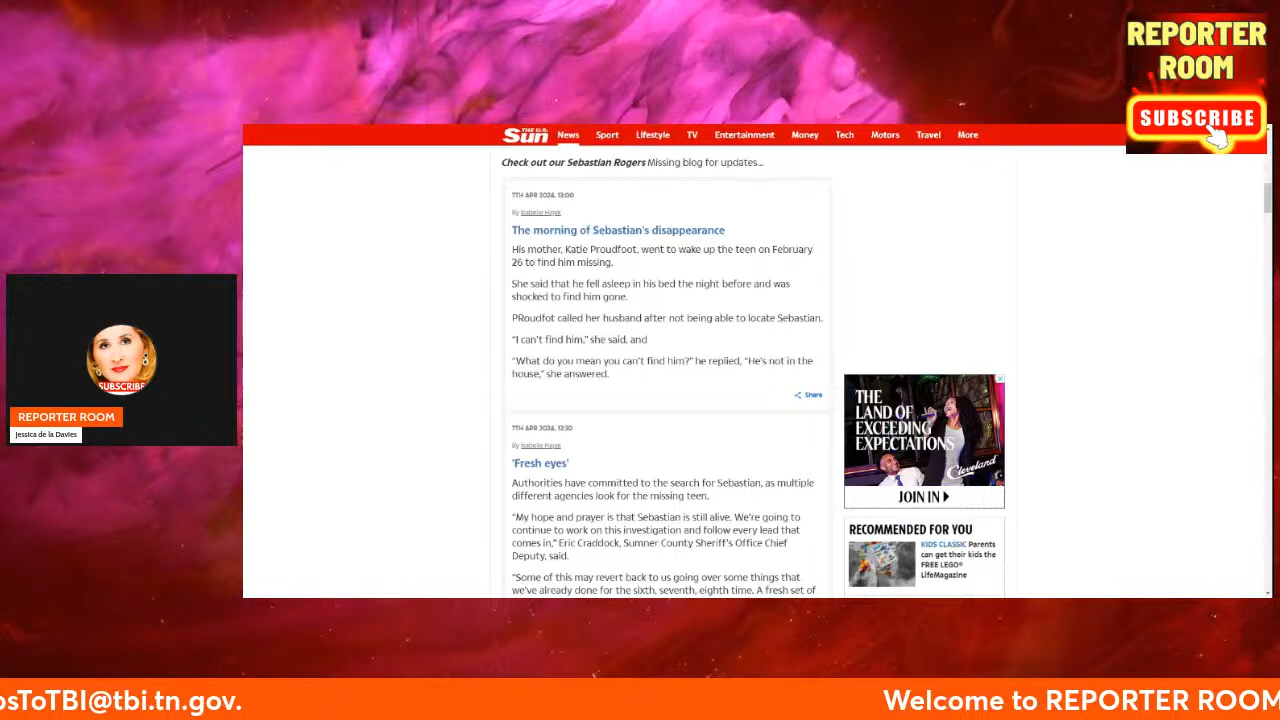 REPORTER
ROOM
SUBSCRIBE
THE U.S.
Sun
News Sport Lifestyle TV Entertainment Money Tech Motors Travel More
Check out our Sebastian Rogers Missing blog for updates...
7TH APR 2024, 13:00
By Isabelle Hajek
The morning of Sebastian's disappearance
His mother, Katie Proudfoot, went to wake up the teen on February
26 to find him missing.
She said that he fell asleep in his bed the night before and was
shocked to find him gone.
PRoudfot called her husband after not being able to locate Sebastian.
“I can't find him,” she said, and
“What do you mean you can't find him?” he replied, “He's not in the
house,” she answered.
Share
7TH APR 2024, 12:30
By Isabelle Hajek
'Fresh eyes'
Authorities have committed to the search for Sebastian, as multiple
different agencies look for the missing teen.
“My hope and prayer is that Sebastian is still alive. We're going to
continue to work on this investigation and follow every lead that
comes in,” Eric Craddock, Sumner County Sheriff's Office Chief
Deputy, said.
“Some of this may revert back to us going over some things that
we've already done for the sixth, seventh, eighth time. A fresh set of
THE
LAND OF
EXCEEDING
EXPECTATIONS
Cleveland
JOIN IN
RECOMMENDED FOR YOU
KIDS CLASSIC Parents
can get their kids the
FREE LEGO®
LifeMagazine
SUBSCRIBE
REPORTER ROOM
Jessica de la Davies
psToTBI@tbi.tn.gov.
Welcome to REPORTER ROOM